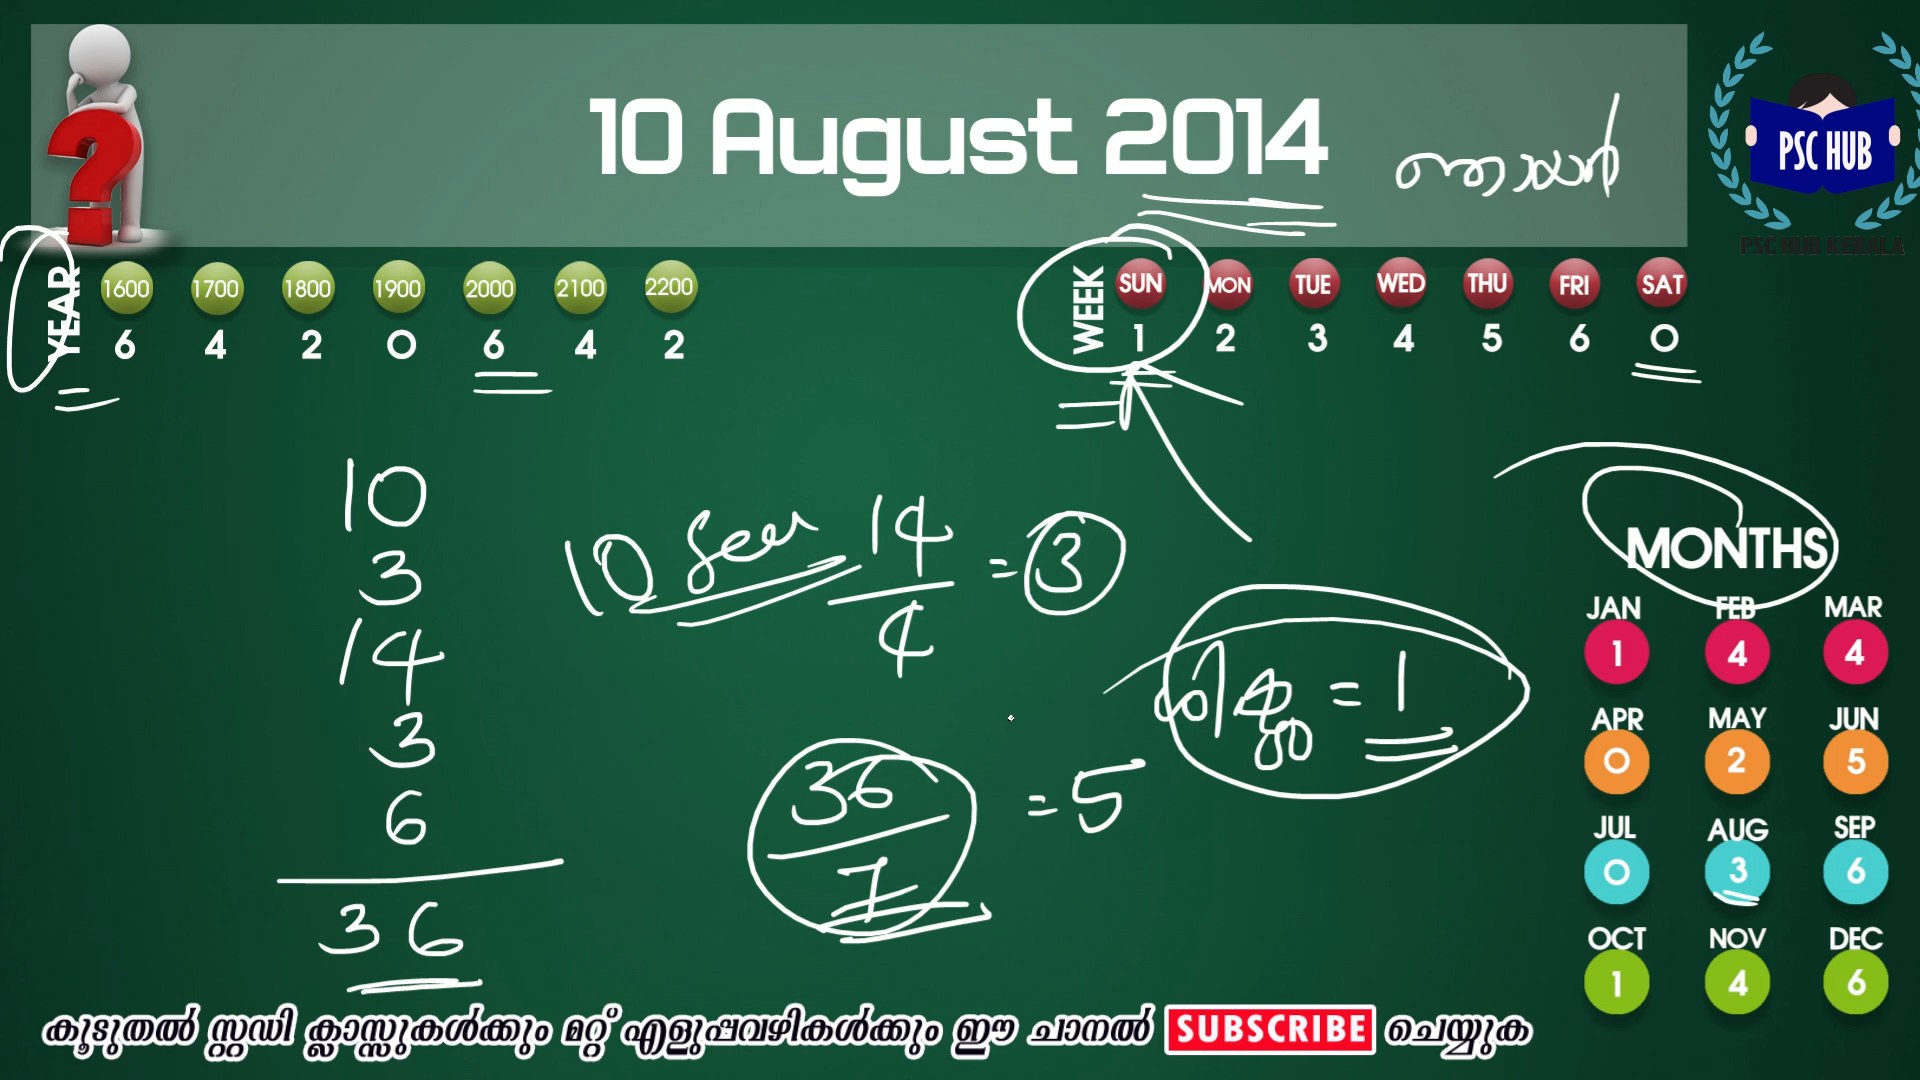 10 August 2014
ഞായർ
PSC HUB
PSC HUB KERALA
YEAR
1600 1700 1800 1900 2000 2100 2200
6 4 2 0 6 4 2
WEEK
SUN MON TUE WED THU FRI SAT
1 2 3 4 5 6 0
10
3
14
3
6
36
10
14
4
= 3
36
7
= 5
= 1
MONTHS
JAN FEB MAR
1 4 4
APR MAY JUN
0 2 5
JUL AUG SEP
0 3 6
OCT NOV DEC
1 4 6
കൂടുതൽ സ്റ്റഡി ക്ലാസ്സുകൾക്കും മറ്റ് എളുപ്പവഴികൾക്കും ഈ ചാനൽ SUBSCRIBE ചെയ്യുക